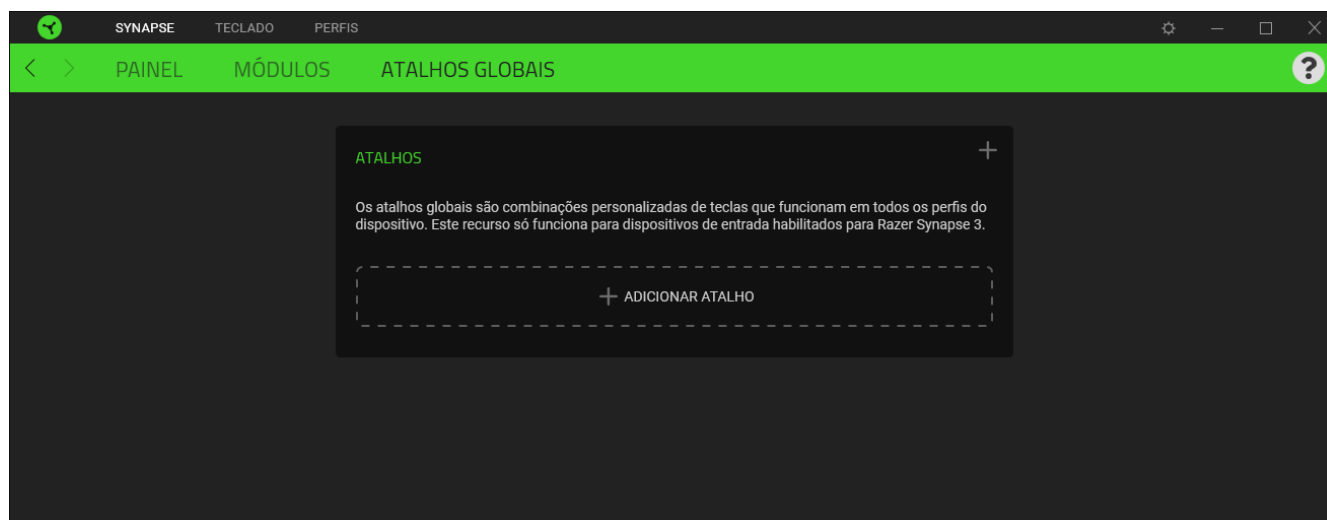 SYNAPSE TECLADO PERFIS
PAINEL MÓDULOS ATALHOS GLOBAIS ?
ATALHOS
Os atalhos globais são combinações personalizadas de teclas que funcionam em todos os perfis do
dispositivo. Este recurso só funciona para dispositivos de entrada habilitados para Razer Synapse 3.
ADICIONAR ATALHO